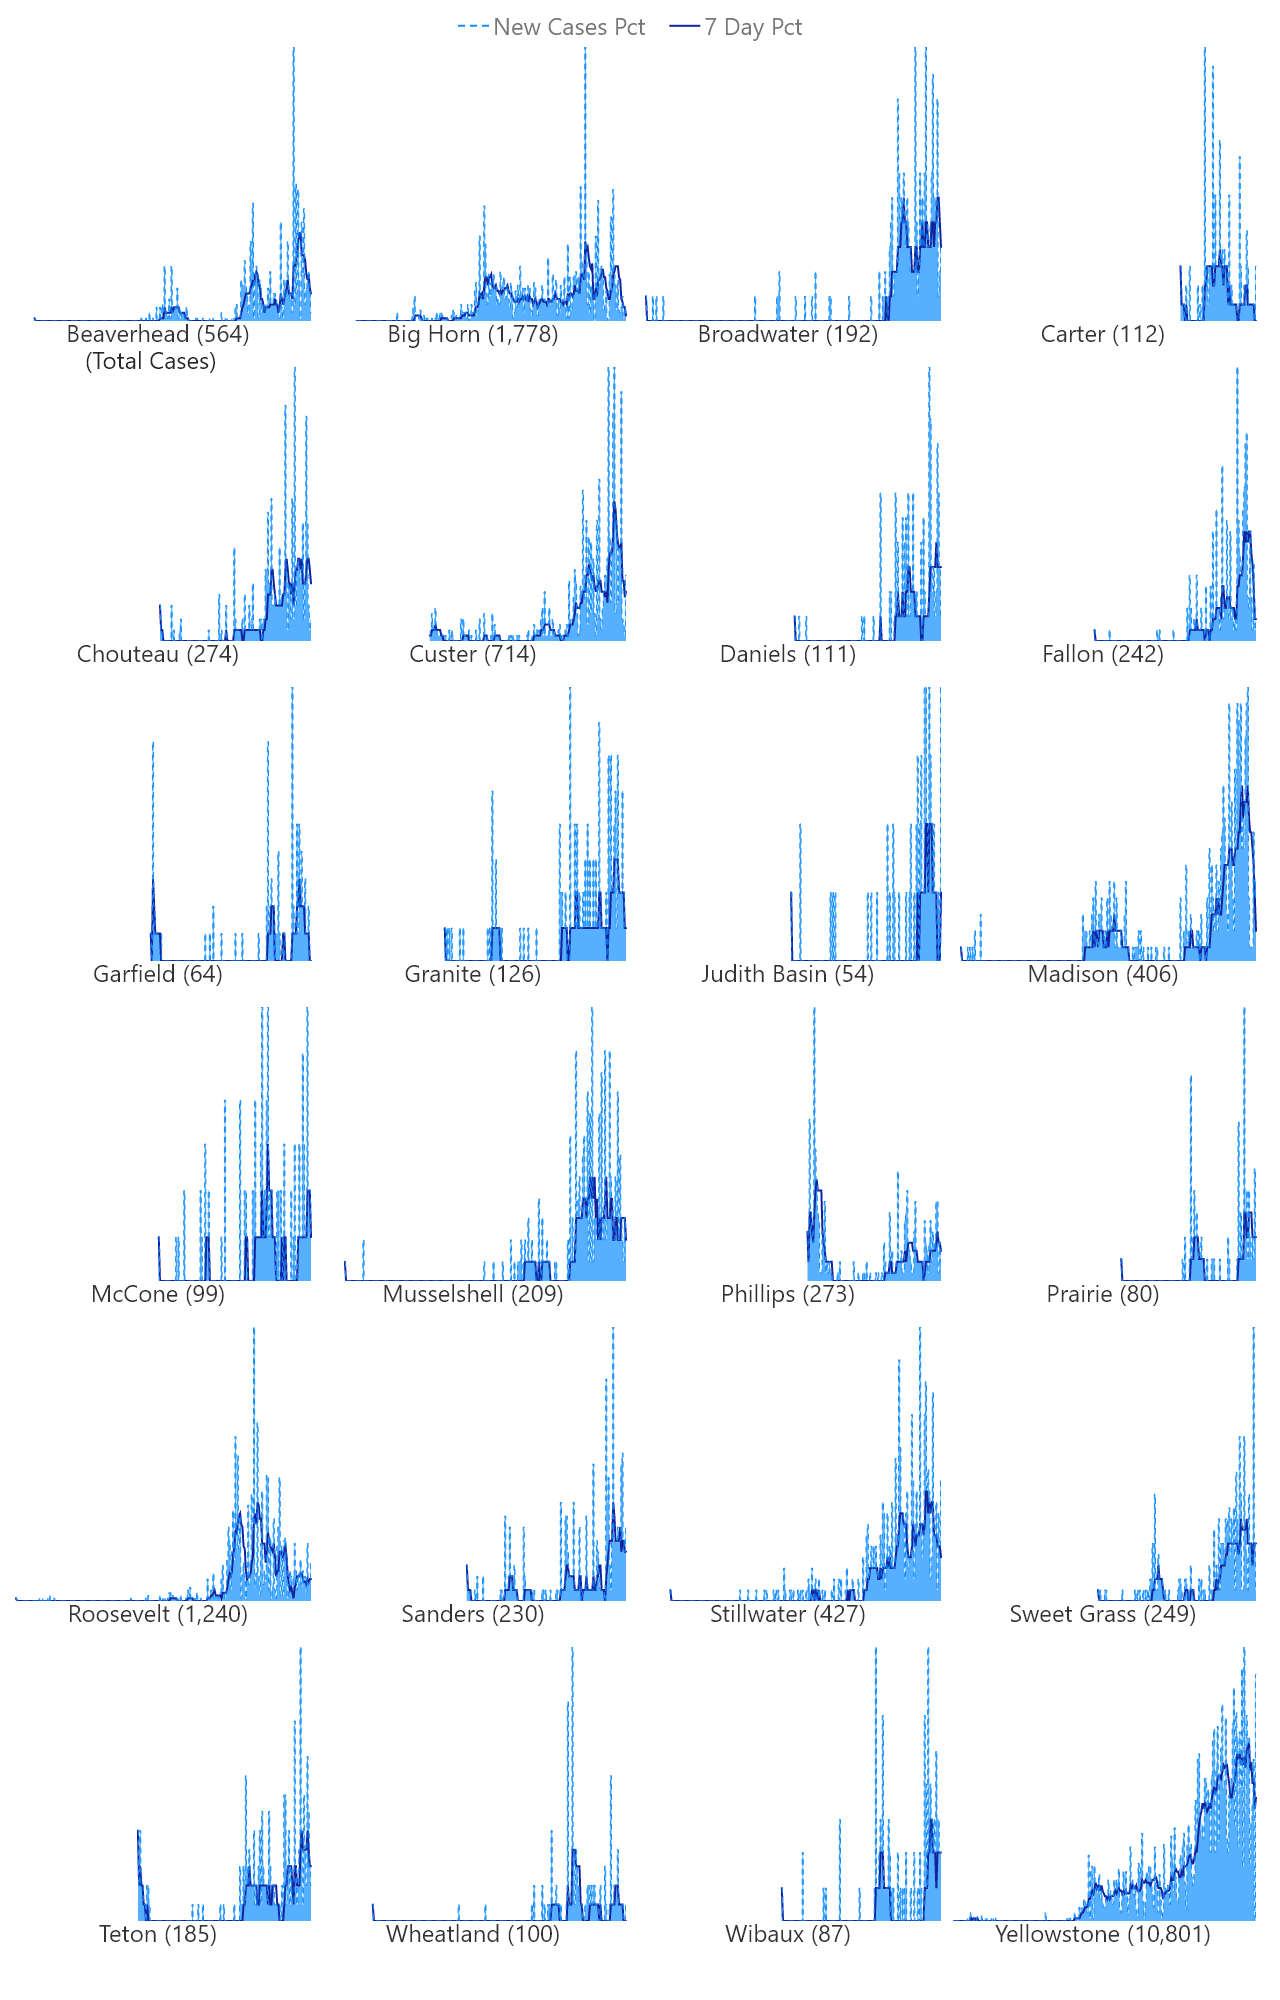 New Cases Pct 7 Day Pct
Beaverhead (564) Big Horn (1,778) Broadwater (192) Carter (112)
(Total Cases)
Chouteau (274) Custer (714) Daniels (111) Fallon (242)
Garfield (64) Granite (126) Judith Basin (54) Madison (406)
McCone (99) Musselshell (209) Phillips (273) Prairie (80)
Roosevelt (1,240) Sanders (230) Stillwater (427) Sweet Grass (249)
Teton (185) Wheatland (100) Wibaux (87) Yellowstone (10,801)